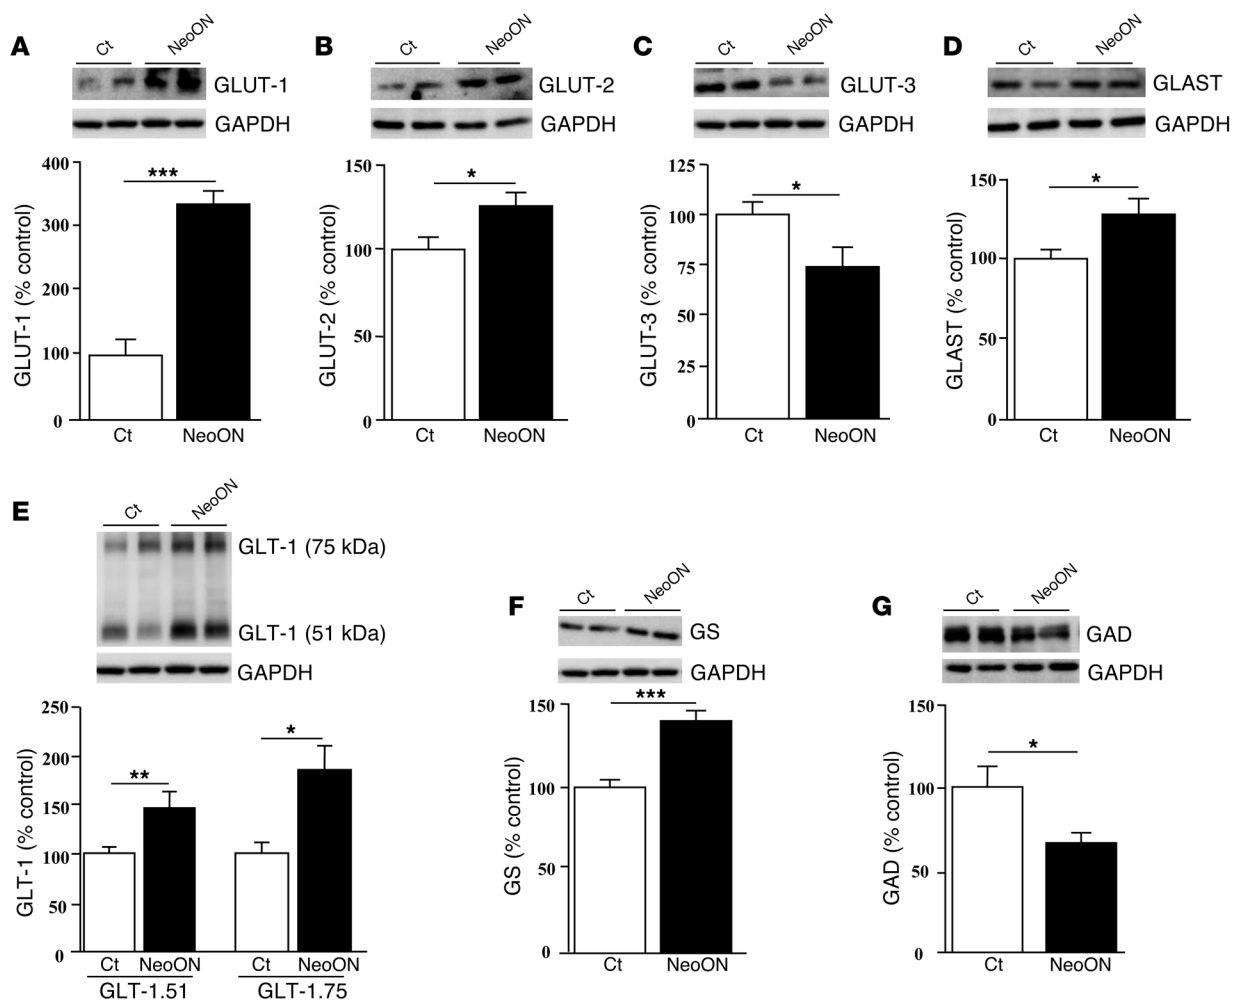 A
Ct
NeoON
GLUT-1
GAPDH
400
300
200
100
0
GLUT-1 (% control)
***
Ct
NeoON
B
Ct
NeoON
GLUT-2
GAPDH
150
100
50
0
GLUT-2 (% control)
*
Ct
NeoON
C
Ct
NeoON
GLUT-3
GAPDH
125
100
75
50
25
0
GLUT-3 (% control)
*
Ct
NeoON
D
Ct
NeoON
GLAST
GAPDH
150
100
50
0
GLAST (% control)
*
Ct
NeoON
E
Ct
NeoON
GLT-1 (75 kDa)
GLT-1 (51 kDa)
GAPDH
250
200
150
100
50
0
GLT-1 (% control)
**
*
Ct
NeoON
Ct
NeoON
GLT-1.51
GLT-1.75
F
Ct
NeoON
GS
GAPDH
150
100
50
0
GS (% control)
***
Ct
NeoON
G
Ct
NeoON
GAD
GAPDH
150
100
50
0
GAD (% control)
*
Ct
NeoON